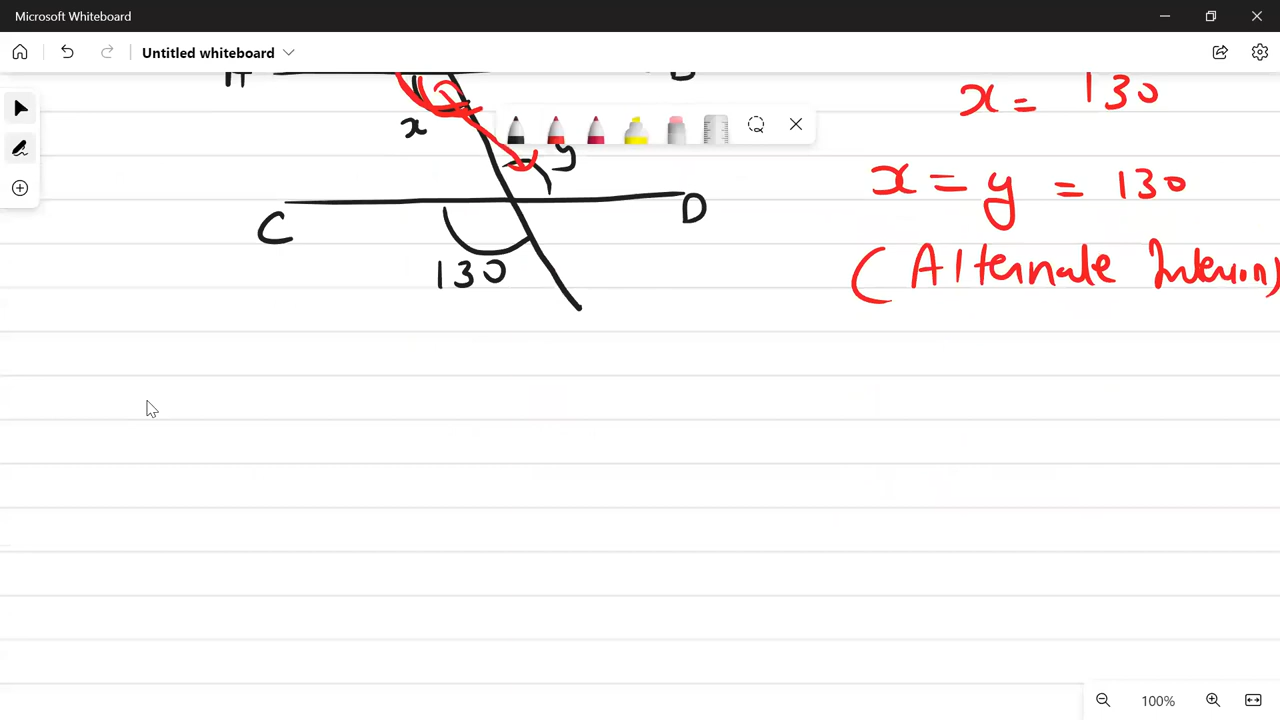 Microsoft Whiteboard
Untitled whiteboard
x = 130
x
y
x = y = 130
C
D
130
(Alternate Interior)
100%